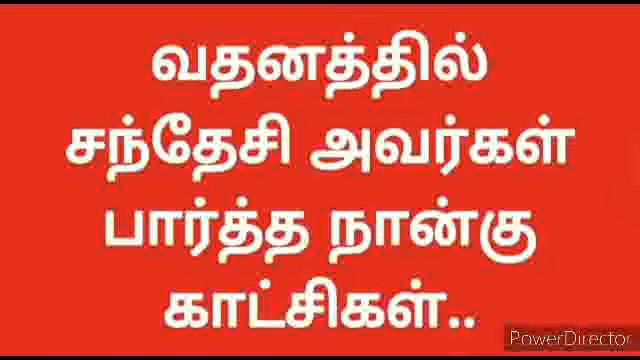 வதனத்தில்
சந்தேசி அவர்கள்
பார்த்த நான்கு
காட்சிகள்..
PowerDirector